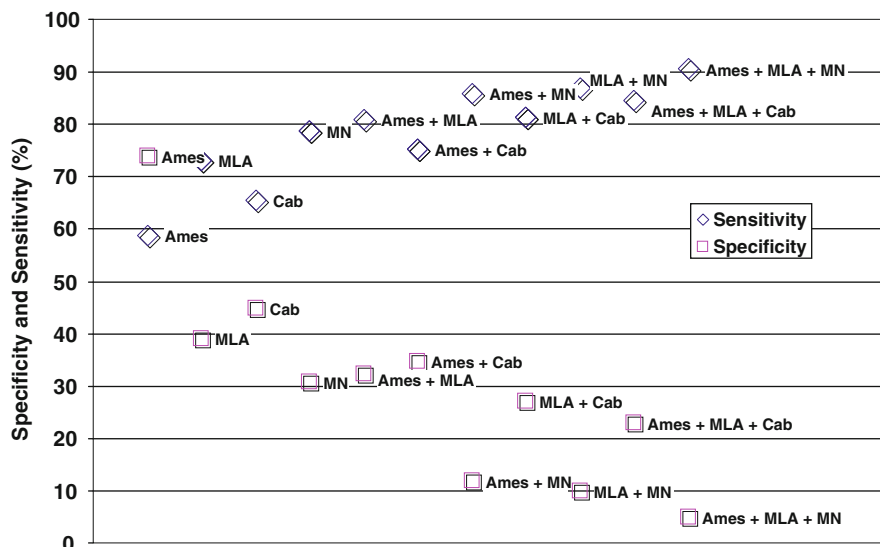 100
90
80
70
60
50
40
30
20
10
0
Specificity and Sensitivity (%)
Ames + MLA + MN
MLA + MN
Ames + MN
Ames + MLA + Cab
MLA + Cab
Ames + MLA
MN
Ames + Cab
Ames
MLA
Cab
Ames
Sensitivity
Specificity
Cab
MLA
Ames + Cab
Ames + MLA
MN
MLA + Cab
Ames + MLA + Cab
Ames + MN
MLA + MN
Ames + MLA + MN